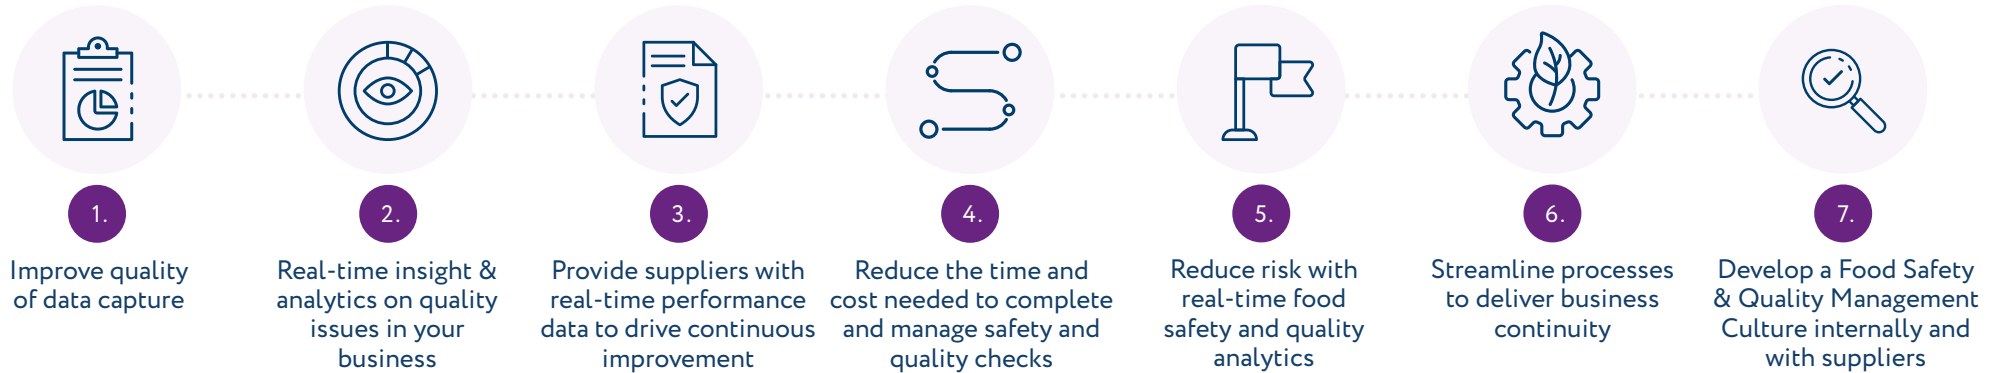 1.
Improve quality
of data capture
2.
Real-time insight &
analytics on quality
issues in your
business
3.
Provide suppliers with
real-time performance
data to drive continuous
improvement
4.
Reduce the time and
cost needed to complete
and manage safety and
quality checks
5.
Reduce risk with
real-time food
safety and quality
analytics
6.
Streamline processes
to deliver business
continuity
7.
Develop a Food Safety
& Quality Management
Culture internally and
with suppliers